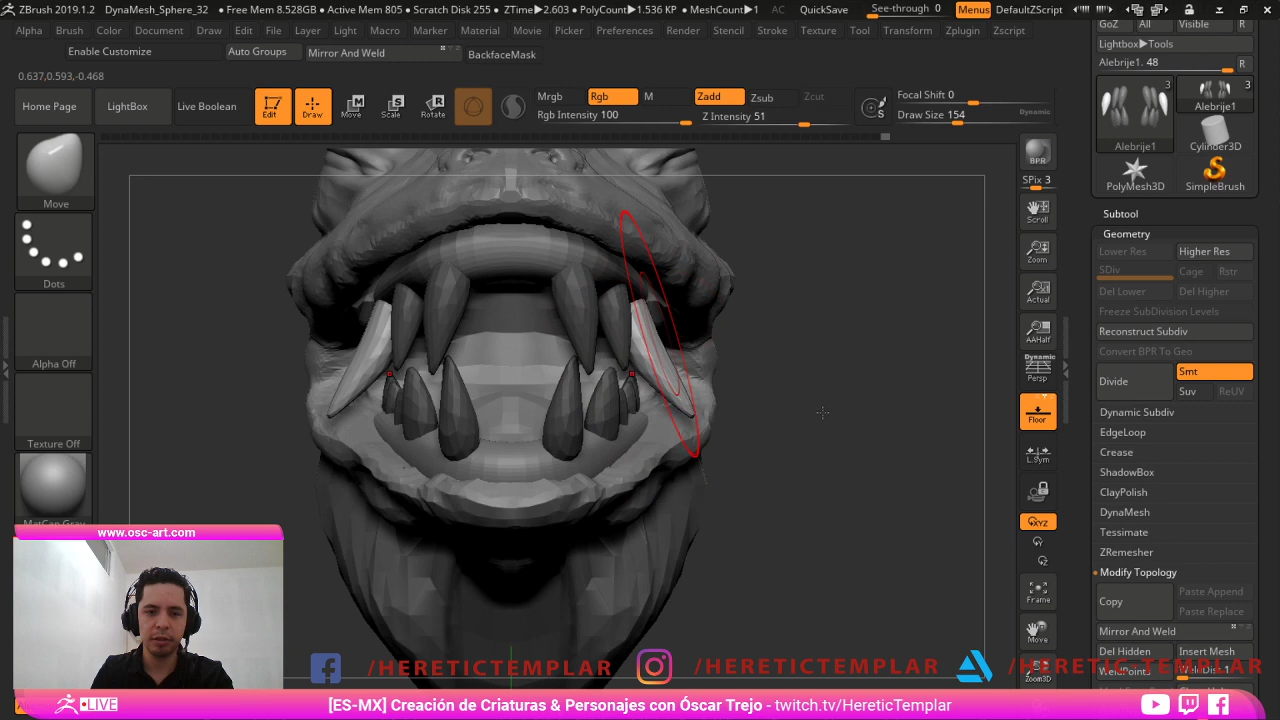 ZBrush 2019.1.2 DynaMesh_Sphere_32 • Free Mem 8.528GB • Active Mem 805 • Scratch Disk 255 • ZTime▶2.603 • PolyCount▶1.536 KP • MeshCount▶1 AC QuickSave See-through 0 Menus DefaultZScript
Alpha Brush Color Document Draw Edit File Layer Light Macro Marker Material Movie Picker Preferences Render Stencil Stroke Texture Tool Transform Zplugin Zscript
Enable Customize Auto Groups Mirror And Weld BackfaceMask
0.637,0.593,-0.468
Home Page LightBox Live Boolean Edit Draw Move Scale Rotate
Mrgb Rgb M Zadd Zsub Zcut
Rgb Intensity 100 Z Intensity 51
Focal Shift 0
Draw Size 154 Dynamic
Move
Dots
Alpha Off
Texture Off
MatCap Gray
BPR
SPix 3
Scroll
Zoom
Actual
AAHalf
Dynamic
Persp
Floor
L.Sym
XYZ
Y
Z
Frame
Move
Zoom3D
GoZ All Visible R
Lightbox▶Tools
Alebrije1. 48 R
3 3
Alebrije1
Alebrije1 Cylinder3D
PolyMesh3D SimpleBrush
Subtool
Geometry
Lower Res Higher Res
SDiv Cage Rstr
Del Lower Del Higher
Freeze SubDivision Levels
Reconstruct Subdiv
Convert BPR To Geo
Divide Smt
Suv ReUV
Dynamic Subdiv
EdgeLoop
Crease
ShadowBox
ClayPolish
DynaMesh
Tessimate
ZRemesher
Modify Topology
Copy Paste Append
Paste Replace
Mirror And Weld
Del Hidden Insert Mesh
WeldPoints WeldDist 1
www.osc-art.com
/HERETICTEMPLAR /HERETICTEMPLAR /HERETIC_TEMPLAR
LIVE [ES-MX] Creación de Criaturas & Personajes con Óscar Trejo - twitch.tv/HereticTemplar